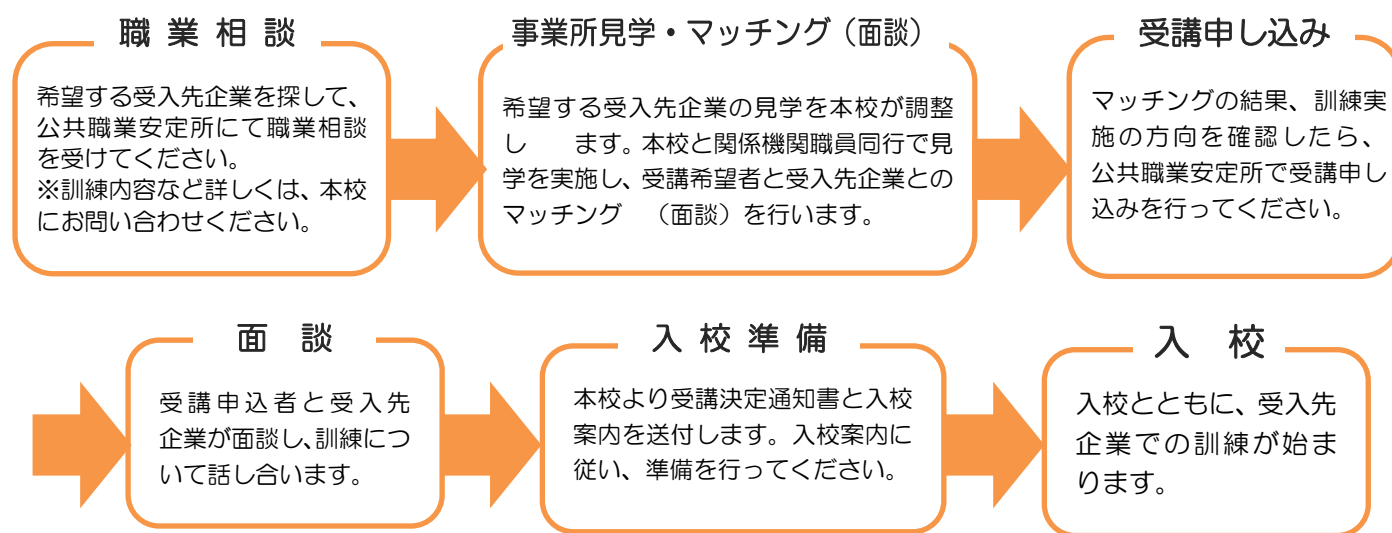 職業相談
希望する受入先企業を探して、
公共職業安定所にて職業相談
を受けてください。
※訓練内容など詳しくは、本校
にお問い合わせください。
事業所見学・マッチング（面談）
希望する受入先企業の見学を本校が調整
し　　ます。本校と関係機関職員同行で見
学を実施し、受講希望者と受入先企業との
マッチング　（面談）を行います。
受講申し込み
マッチングの結果、訓練実
施の方向を確認したら、
公共職業安定所で受講申し
込みを行ってください。
面　談
受講申込者と受入先
企業が面談し、訓練につ
いて話し合います。
入校準備
本校より受講決定通知書と入校
案内を送付します。入校案内に
従い、準備を行ってください。
入　校
入校とともに、受入先
企業での訓練が始ま
ります。